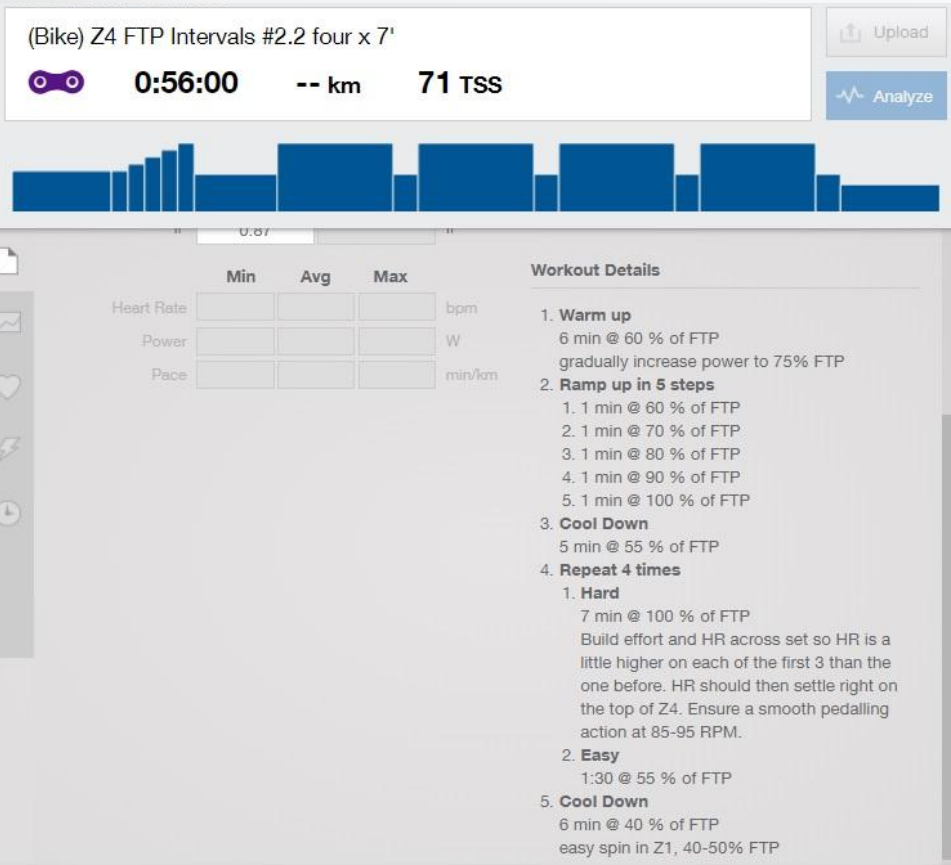 (Bike) Z4 FTP Intervals #2.2 four x 7'
Upload
0:56:00 -- km 71 TSS
Analyze
0.87
Min Avg Max
Heart Rate bpm
Power W
Pace min/km
Workout Details
1. Warm up
6 min @ 60 % of FTP
gradually increase power to 75% FTP
2. Ramp up in 5 steps
1. 1 min @ 60 % of FTP
2. 1 min @ 70 % of FTP
3. 1 min @ 80 % of FTP
4. 1 min @ 90 % of FTP
5. 1 min @ 100 % of FTP
3. Cool Down
5 min @ 55 % of FTP
4. Repeat 4 times
1. Hard
7 min @ 100 % of FTP
Build effort and HR across set so HR is a
little higher on each of the first 3 than the
one before. HR should then settle right on
the top of Z4. Ensure a smooth pedalling
action at 85-95 RPM.
2. Easy
1:30 @ 55 % of FTP
5. Cool Down
6 min @ 40 % of FTP
easy spin in Z1, 40-50% FTP